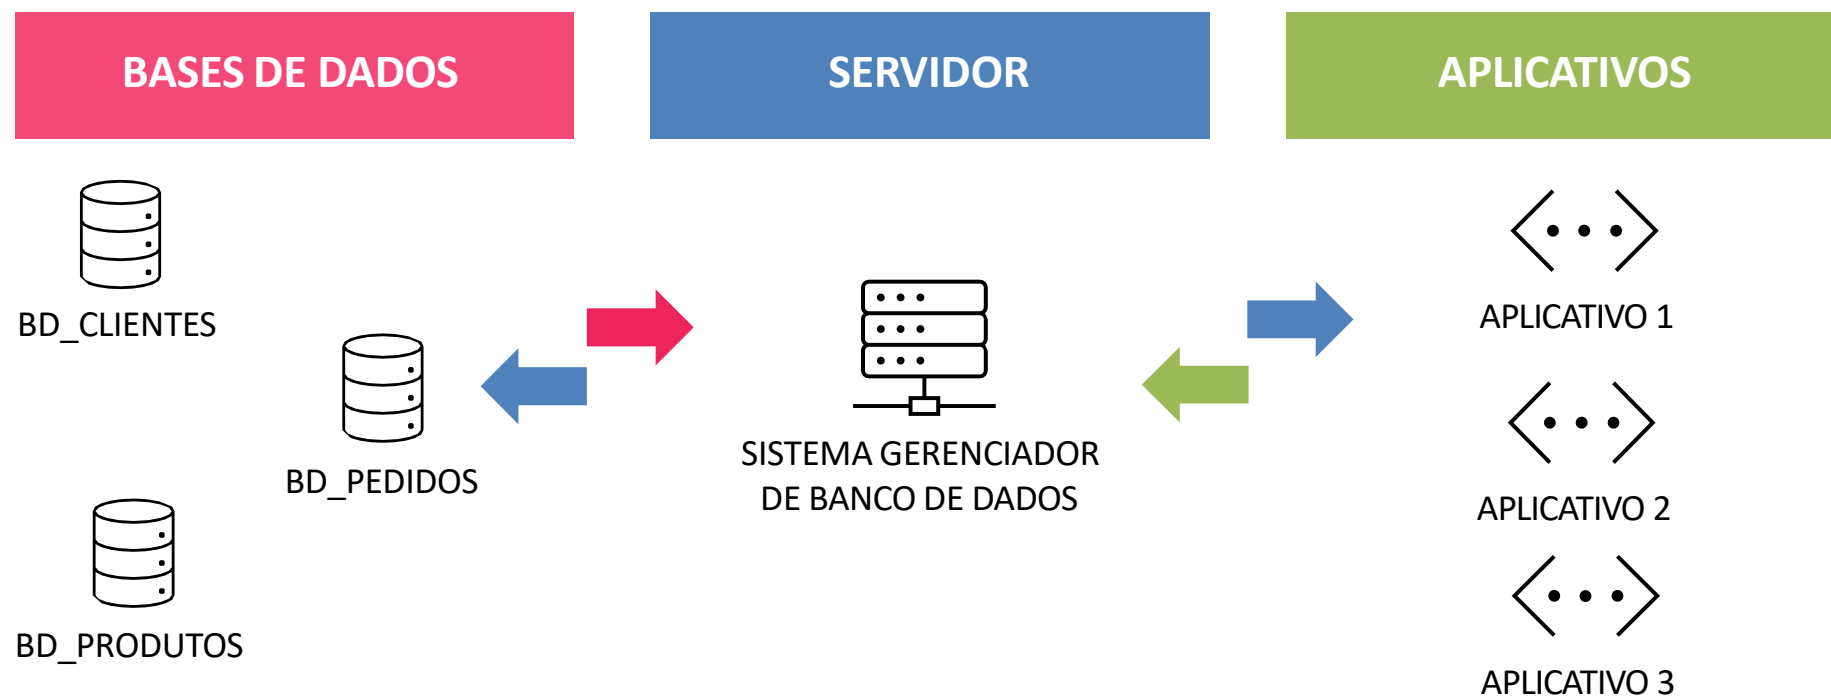 BASES DE DADOS
SERVIDOR
APLICATIVOS
BD_CLIENTES
BD_PEDIDOS
BD_PRODUTOS
SISTEMA GERENCIADOR
DE BANCO DE DADOS
APLICATIVO 1
APLICATIVO 2
APLICATIVO 3